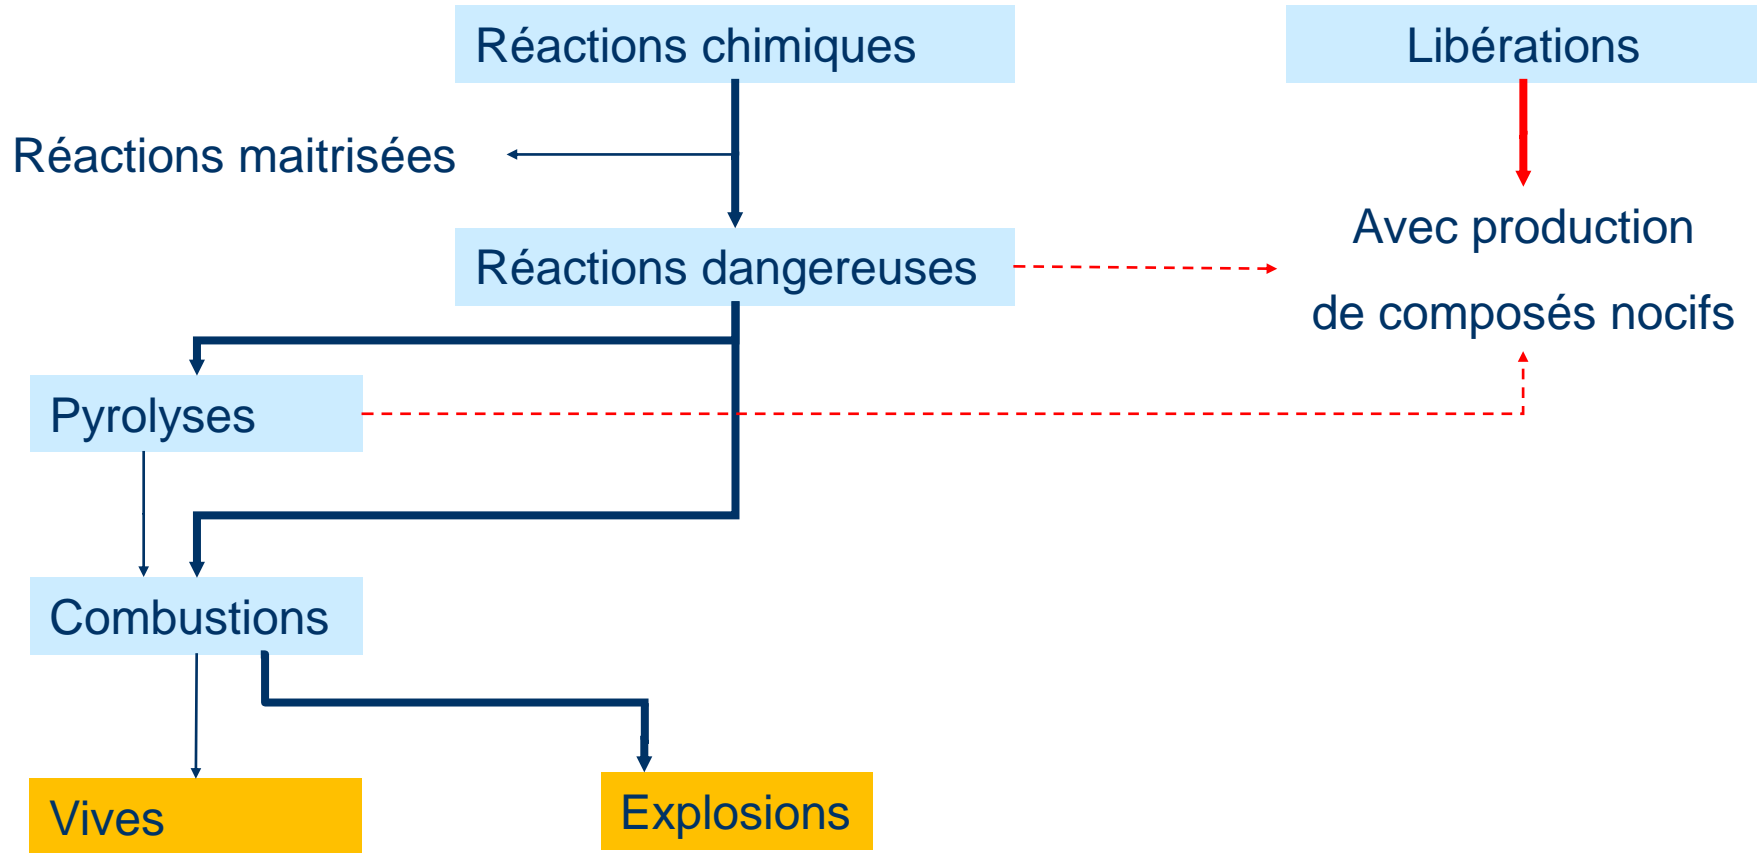 Réactions chimiques
Libérations
Réactions maitrisées
Avec production
de composés nocifs
Réactions dangereuses
Pyrolyses
Combustions
Vives
Explosions